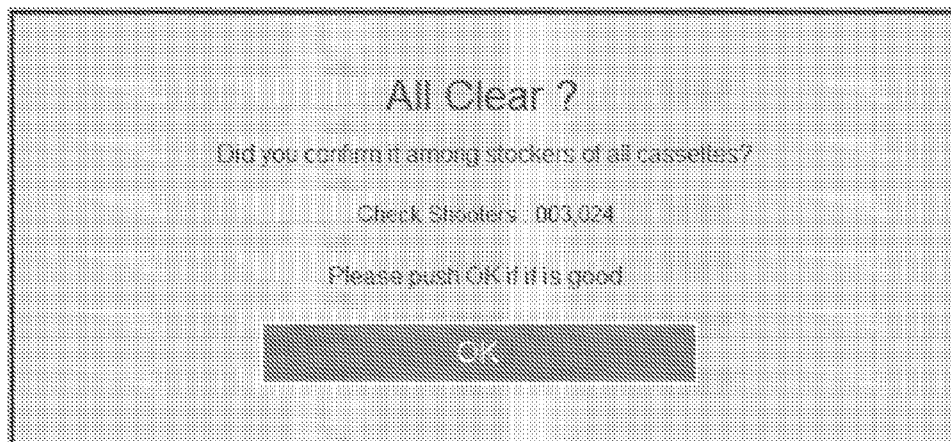 All Clear ?
Did you confirm it among stockers of all cassettes?
Check Shooters : 003,024
Please push OK if it is good
OK